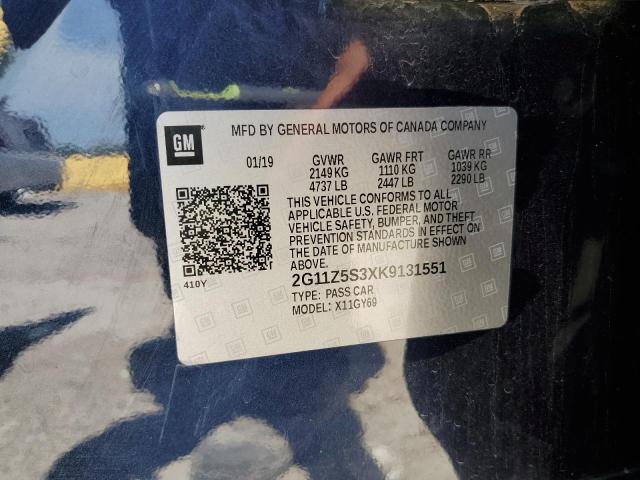 GM
MFD BY GENERAL MOTORS OF CANADA COMPANY
01/19 GVWR GAWR FRT GAWR RR
2149 KG 1110 KG 1039 KG
4737 LB 2447 LB 2290 LB
THIS VEHICLE CONFORMS TO ALL
APPLICABLE U.S. FEDERAL MOTOR
VEHICLE SAFETY, BUMPER, AND THEFT
PREVENTION STANDARDS IN EFFECT ON
THE DATE OF MANUFACTURE SHOWN
ABOVE.
2G11Z5S3XK9131551
410Y
TYPE: PASS CAR
MODEL: X11GY69